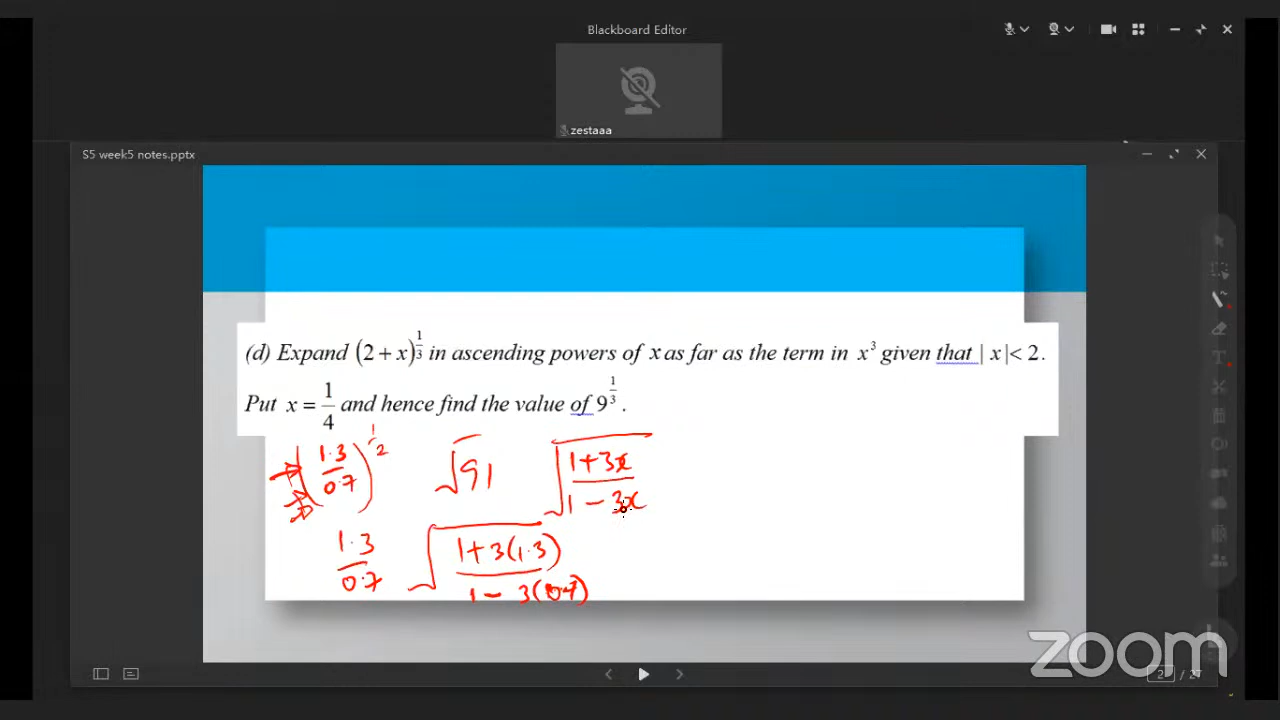 Blackboard Editor
zestaaa
S5 week5 notes.pptx
(d) Expand (2 + x)^(1/3) in ascending powers of x as far as the term in x^3 given that | x |< 2.
Put x = 1/4 and hence find the value of 9^(1/3) .
(1.3/0.7)^(1/2) √91 √((1+3x)/(1-3x))
1.3/0.7 √((1+3(1.3))/(1-3(0.7)))
zoom
2 / 27